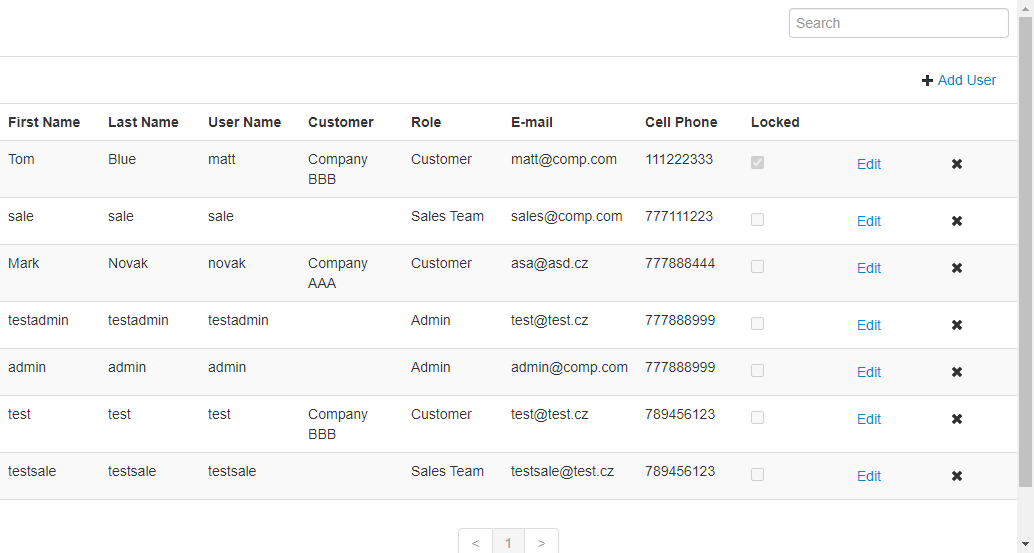 Search
Add User
First Name Last Name User Name Customer Role E-mail Cell Phone Locked
Tom Blue matt Company Customer matt@comp.com 111222333 Edit
BBB
sale sale sale Sales Team sales@comp.com 777111223 Edit
Mark Novak novak Company Customer asa@asd.cz 777888444 Edit
AAA
testadmin testadmin testadmin Admin test@test.cz 777888999 Edit
admin admin admin Admin admin@comp.com 777888999 Edit
test test test Company Customer test@test.cz 789456123 Edit
BBB
testsale testsale testsale Sales Team testsale@test.cz 789456123 Edit
< 1 >